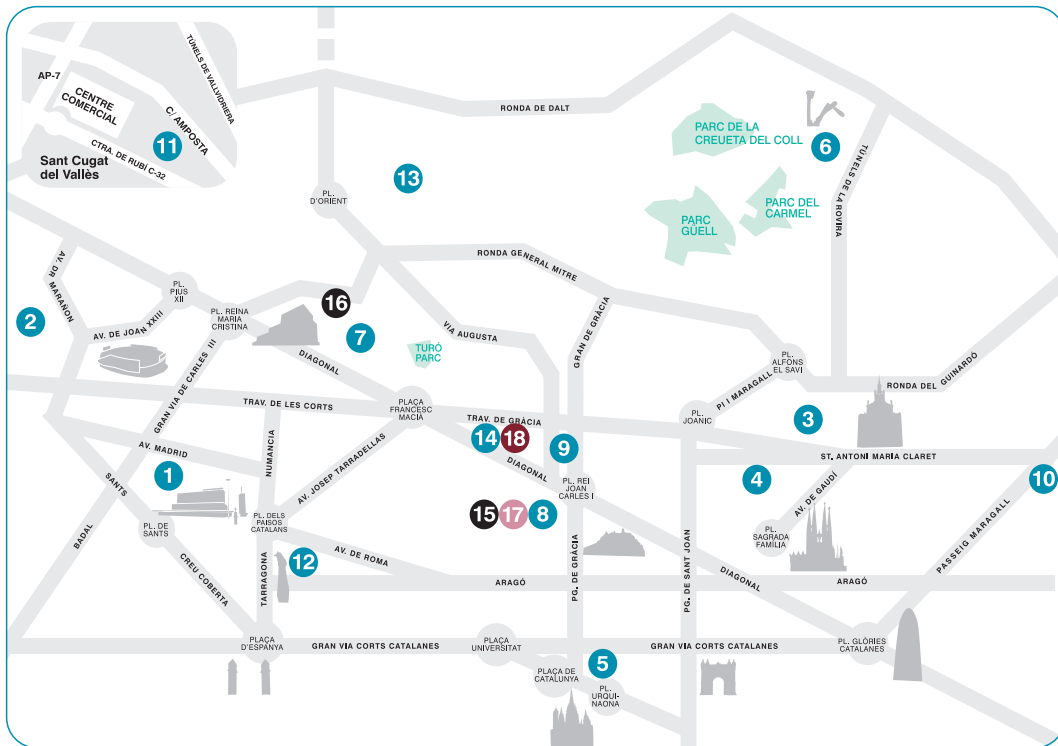 TÚNELS DE VALLVIDRIERA
AP-7
CENTRE
COMERCIAL
C/ AMPOSTA
CTRA. DE RUBÍ C-32
11
Sant Cugat
del Vallès
RONDA DE DALT
PARC DE LA
CREUETA DEL COLL
6
TÚNELS DE LA ROVIRA
13
PL.
D'ORIENT
PARC
GÜELL
PARC DEL
CARMEL
AV. DR
MARAÑON
RONDA GENERAL MITRE
PL.
PIUS
XII
16
2
PL. REINA
MARIA
CRISTINA
AV. DE JOAN XXIII
7
VIA AUGUSTA
GRAN DE GRÀCIA
TURÓ
PARC
DIAGONAL
GRAN VIA DE CARLES III
PL.
ALFONS
EL SAVI
RONDA DEL GUINARDÓ
PI I MARAGALL
TRAV. DE LES CORTS
PLAÇA
FRANCESC
MACIÀ
TRAV. DE GRÀCIA
PL.
JOANIC
3
14
18
9
AV. MADRID
NUMANCIA
AV. JOSEP TARRADELLAS
DIAGONAL
ST. ANTONI MARIA CLARET
1
SANTS
4
AV. DE GAUDÍ
10
PL. REI
JOAN
CARLES I
15
17
8
BADAL
PL. DE
SANTS
PL. DELS
PAISOS
CATALANS
PL.
SAGRADA
FAMÍLIA
PASSEIG MARAGALL
12
AV. DE ROMA
CREU COBERTA
TARRAGONA
ARAGÓ
PG. DE GRÀCIA
PG. DE SANT JOAN
DIAGONAL
ARAGÓ
PLAÇA
D'ESPANYA
GRAN VIA CORTS CATALANES
PLAÇA
UNIVERSITAT
GRAN VIA CORTS CATALANES
PL. GLÒRIES
CATALANES
5
PLAÇA DE
CATALUNYA
PL.
URQUI-
NAONA